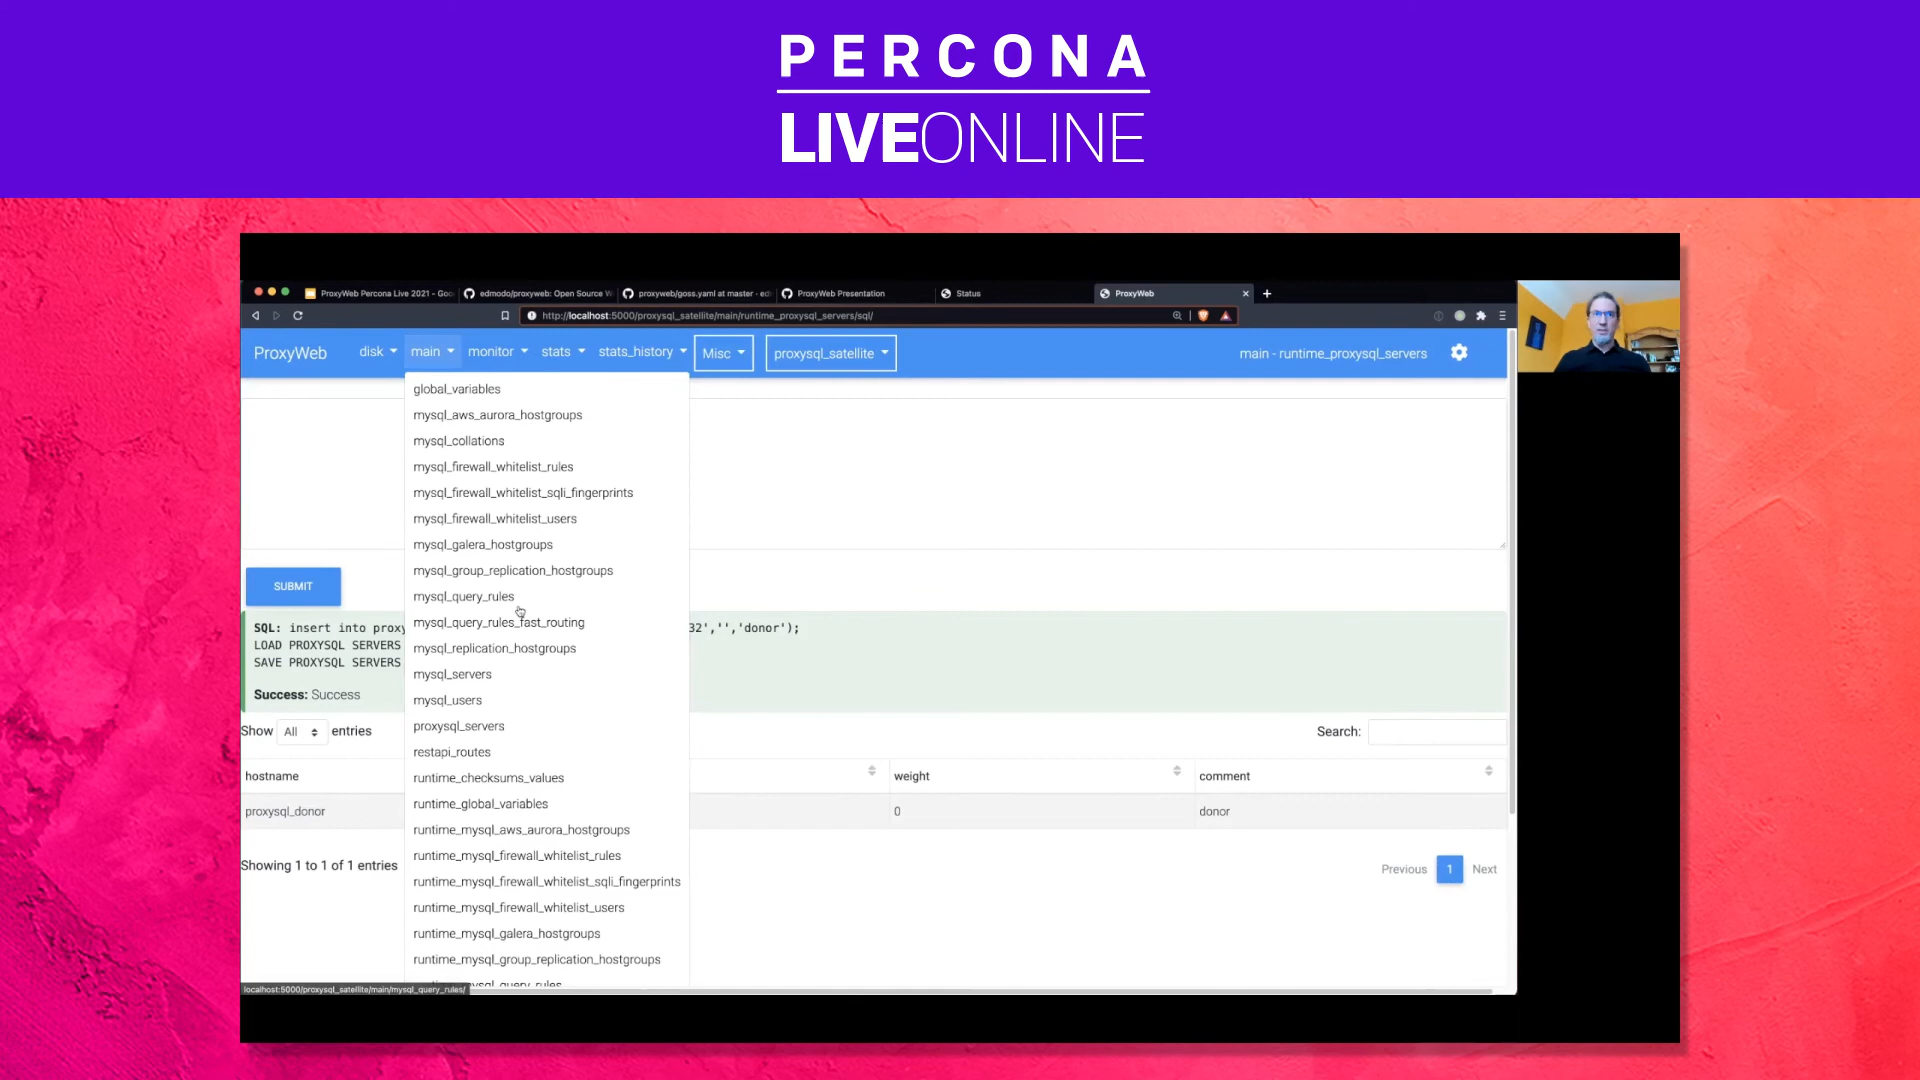 PERCONA
LIVEONLINE
ProxyWeb Percona Live 2021 - Goo
edmodo/proxyweb: Open Source W
proxyweb/goss.yaml at master · ed
ProxyWeb Presentation
Status
ProxyWeb
http://localhost:5000/proxysql_satellite/main/runtime_proxysql_servers/sql/
ProxyWeb
disk
main
monitor
stats
stats_history
Misc
proxysql_satellite
main - runtime_proxysql_servers
global_variables
mysql_aws_aurora_hostgroups
mysql_collations
mysql_firewall_whitelist_rules
mysql_firewall_whitelist_sqli_fingerprints
mysql_firewall_whitelist_users
mysql_galera_hostgroups
mysql_group_replication_hostgroups
mysql_query_rules
mysql_query_rules_fast_routing
mysql_replication_hostgroups
mysql_servers
mysql_users
proxysql_servers
restapi_routes
runtime_checksums_values
runtime_global_variables
runtime_mysql_aws_aurora_hostgroups
runtime_mysql_firewall_whitelist_rules
runtime_mysql_firewall_whitelist_sqli_fingerprints
runtime_mysql_firewall_whitelist_users
runtime_mysql_galera_hostgroups
runtime_mysql_group_replication_hostgroups
SUBMIT
SQL: insert into proxy 32','','donor');
LOAD PROXYSQL SERVERS
SAVE PROXYSQL SERVERS
Success: Success
Show All entries
Search:
hostname weight comment
proxysql_donor 0 donor
Showing 1 to 1 of 1 entries
Previous 1 Next
localhost:5000/proxysql_satellite/main/mysql_query_rules/